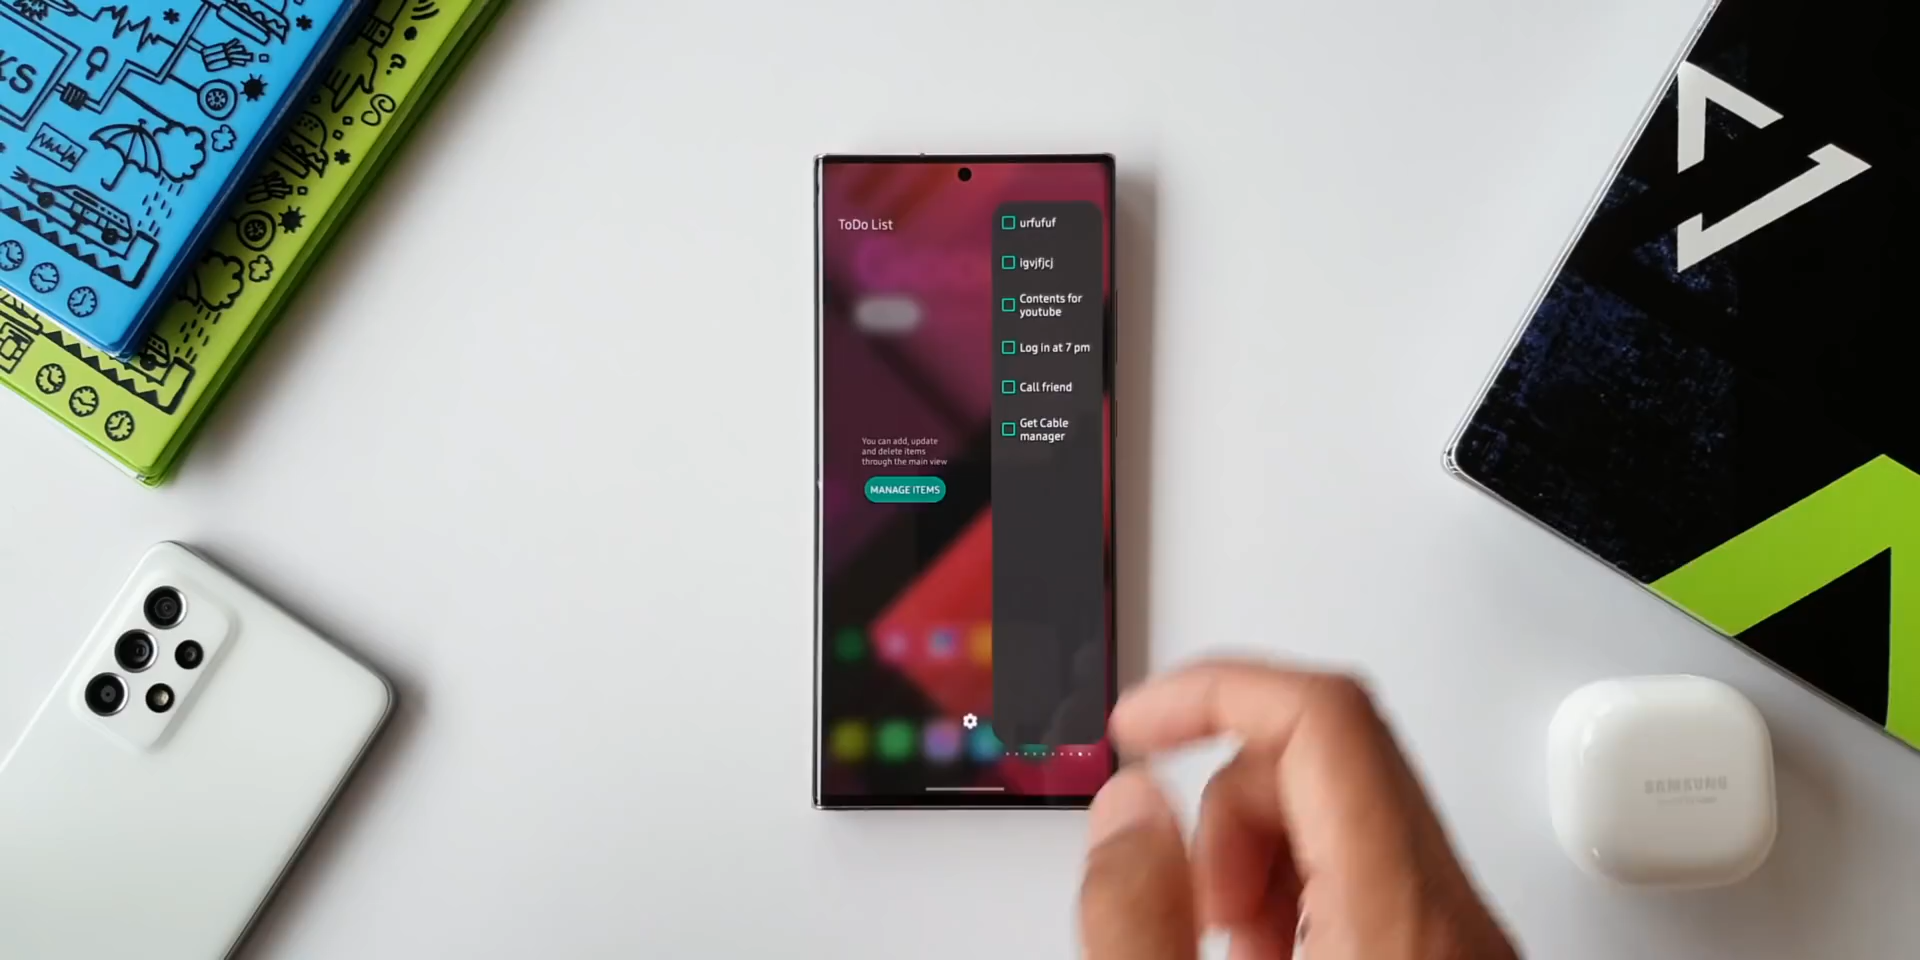 KS
ToDo List
urfufuf
igvjfjcj
Contents for
youtube
Log in at 7 pm
Call friend
Get Cable
manager
You can add, update
and delete items
through the main view
MANAGE ITEMS
SAMSUNG